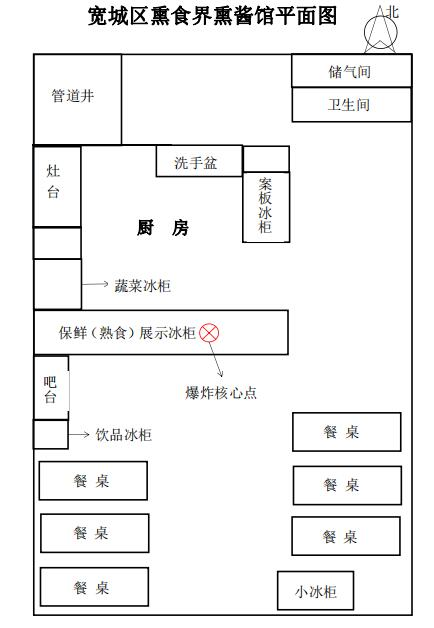 宽城区熏食界熏酱馆平面图
北
储气间
管道井
卫生间
洗手盆
灶
台
案
板
冰
柜
厨 房
蔬菜冰柜
保鲜（熟食）展示冰柜
爆炸核心点
吧
台
饮品冰柜
餐 桌
餐 桌
餐 桌
餐 桌
餐 桌
餐 桌
小冰柜